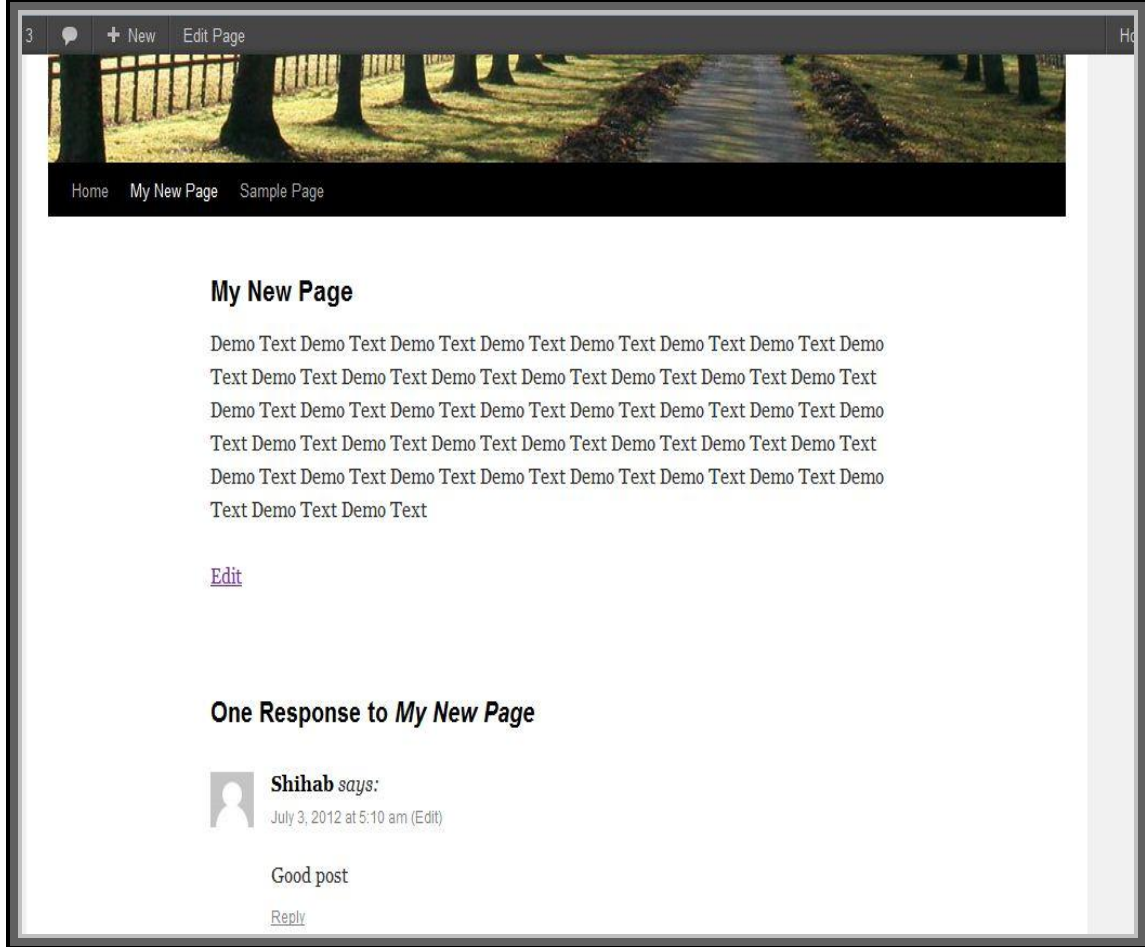 3 + New Edit Page
Home My New Page Sample Page
My New Page
Demo Text Demo Text Demo Text Demo Text Demo Text Demo Text Demo Text Demo
Text Demo Text Demo Text Demo Text Demo Text Demo Text Demo Text Demo Text
Demo Text Demo Text Demo Text Demo Text Demo Text Demo Text Demo Text Demo
Text Demo Text Demo Text Demo Text Demo Text Demo Text Demo Text Demo Text
Demo Text Demo Text Demo Text Demo Text Demo Text Demo Text Demo Text Demo
Text Demo Text Demo Text
Edit
One Response to My New Page
Shihab says:
July 3, 2012 at 5:10 am (Edit)
Good post
Reply